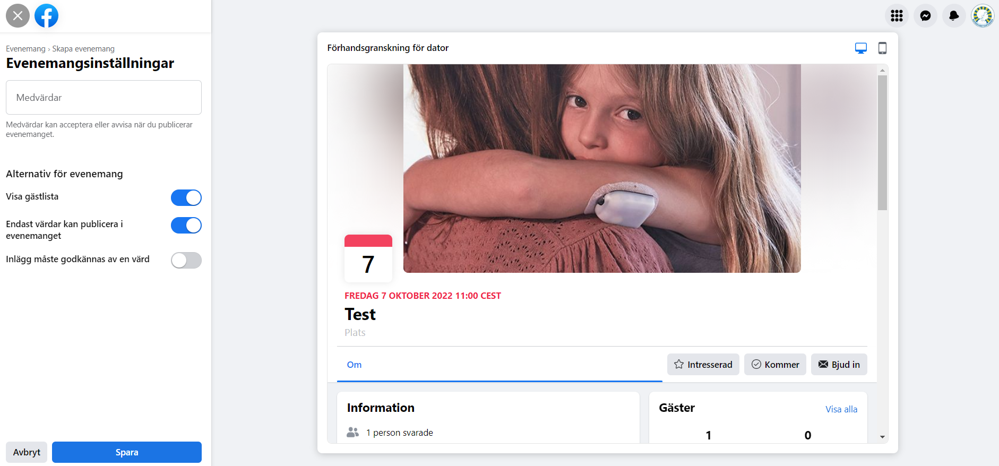 Evenemang › Skapa evenemang
Evenemangsinställningar
Medvärdar
Medvärdar kan acceptera eller avvisa när du publicerar
evenemanget.
Alternativ för evenemang
Visa gästlista
Endast värdar kan publicera i
evenemanget
Inlägg måste godkännas av en värd
Avbryt
Spara
Förhandsgranskning för dator
7
FREDAG 7 OKTOBER 2022 11:00 CEST
Test
Plats
Om
Intresserad
Kommer
Bjud in
Information
1 person svarade
Gäster
Visa alla
1
0